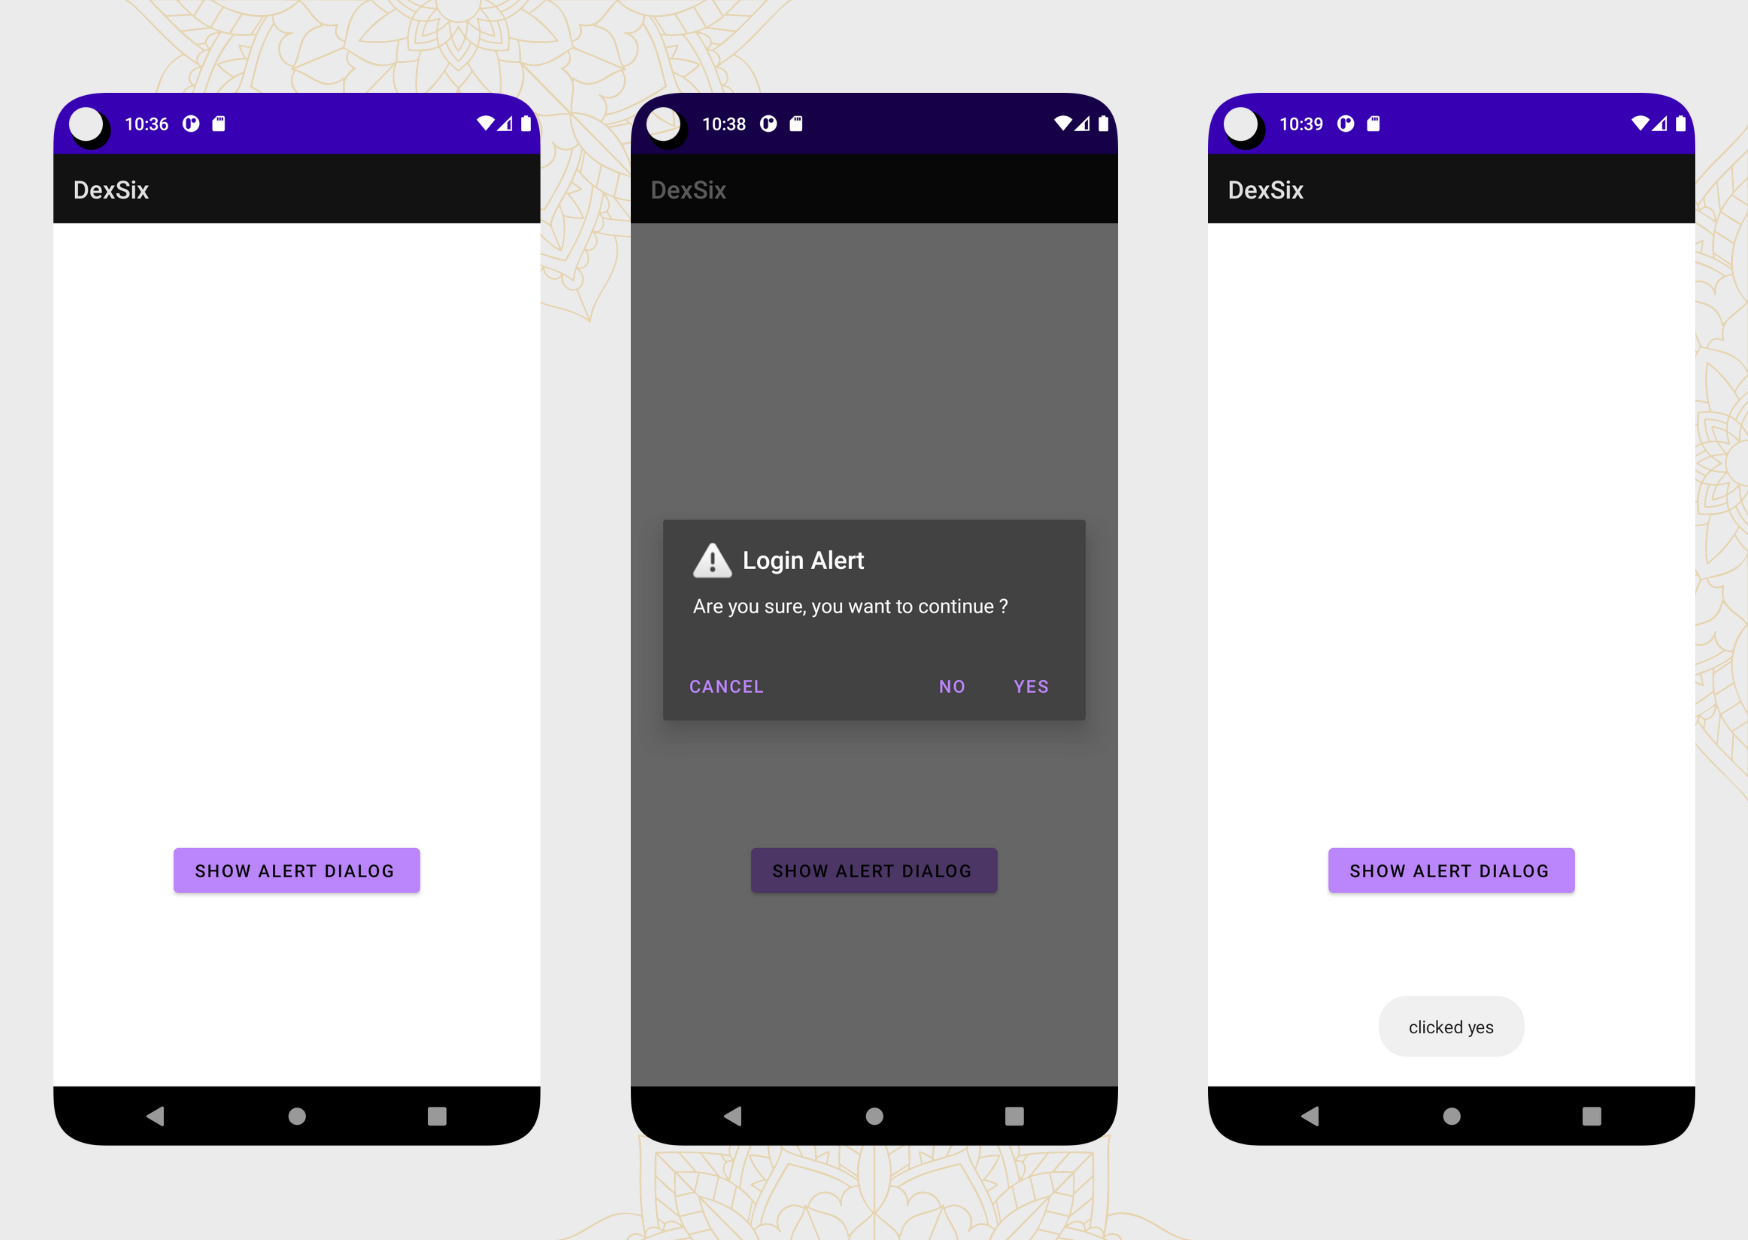 10:36
DexSix
SHOW ALERT DIALOG
10:38
DexSix
Login Alert
Are you sure, you want to continue ?
CANCEL NO YES
SHOW ALERT DIALOG
10:39
DexSix
SHOW ALERT DIALOG
clicked yes